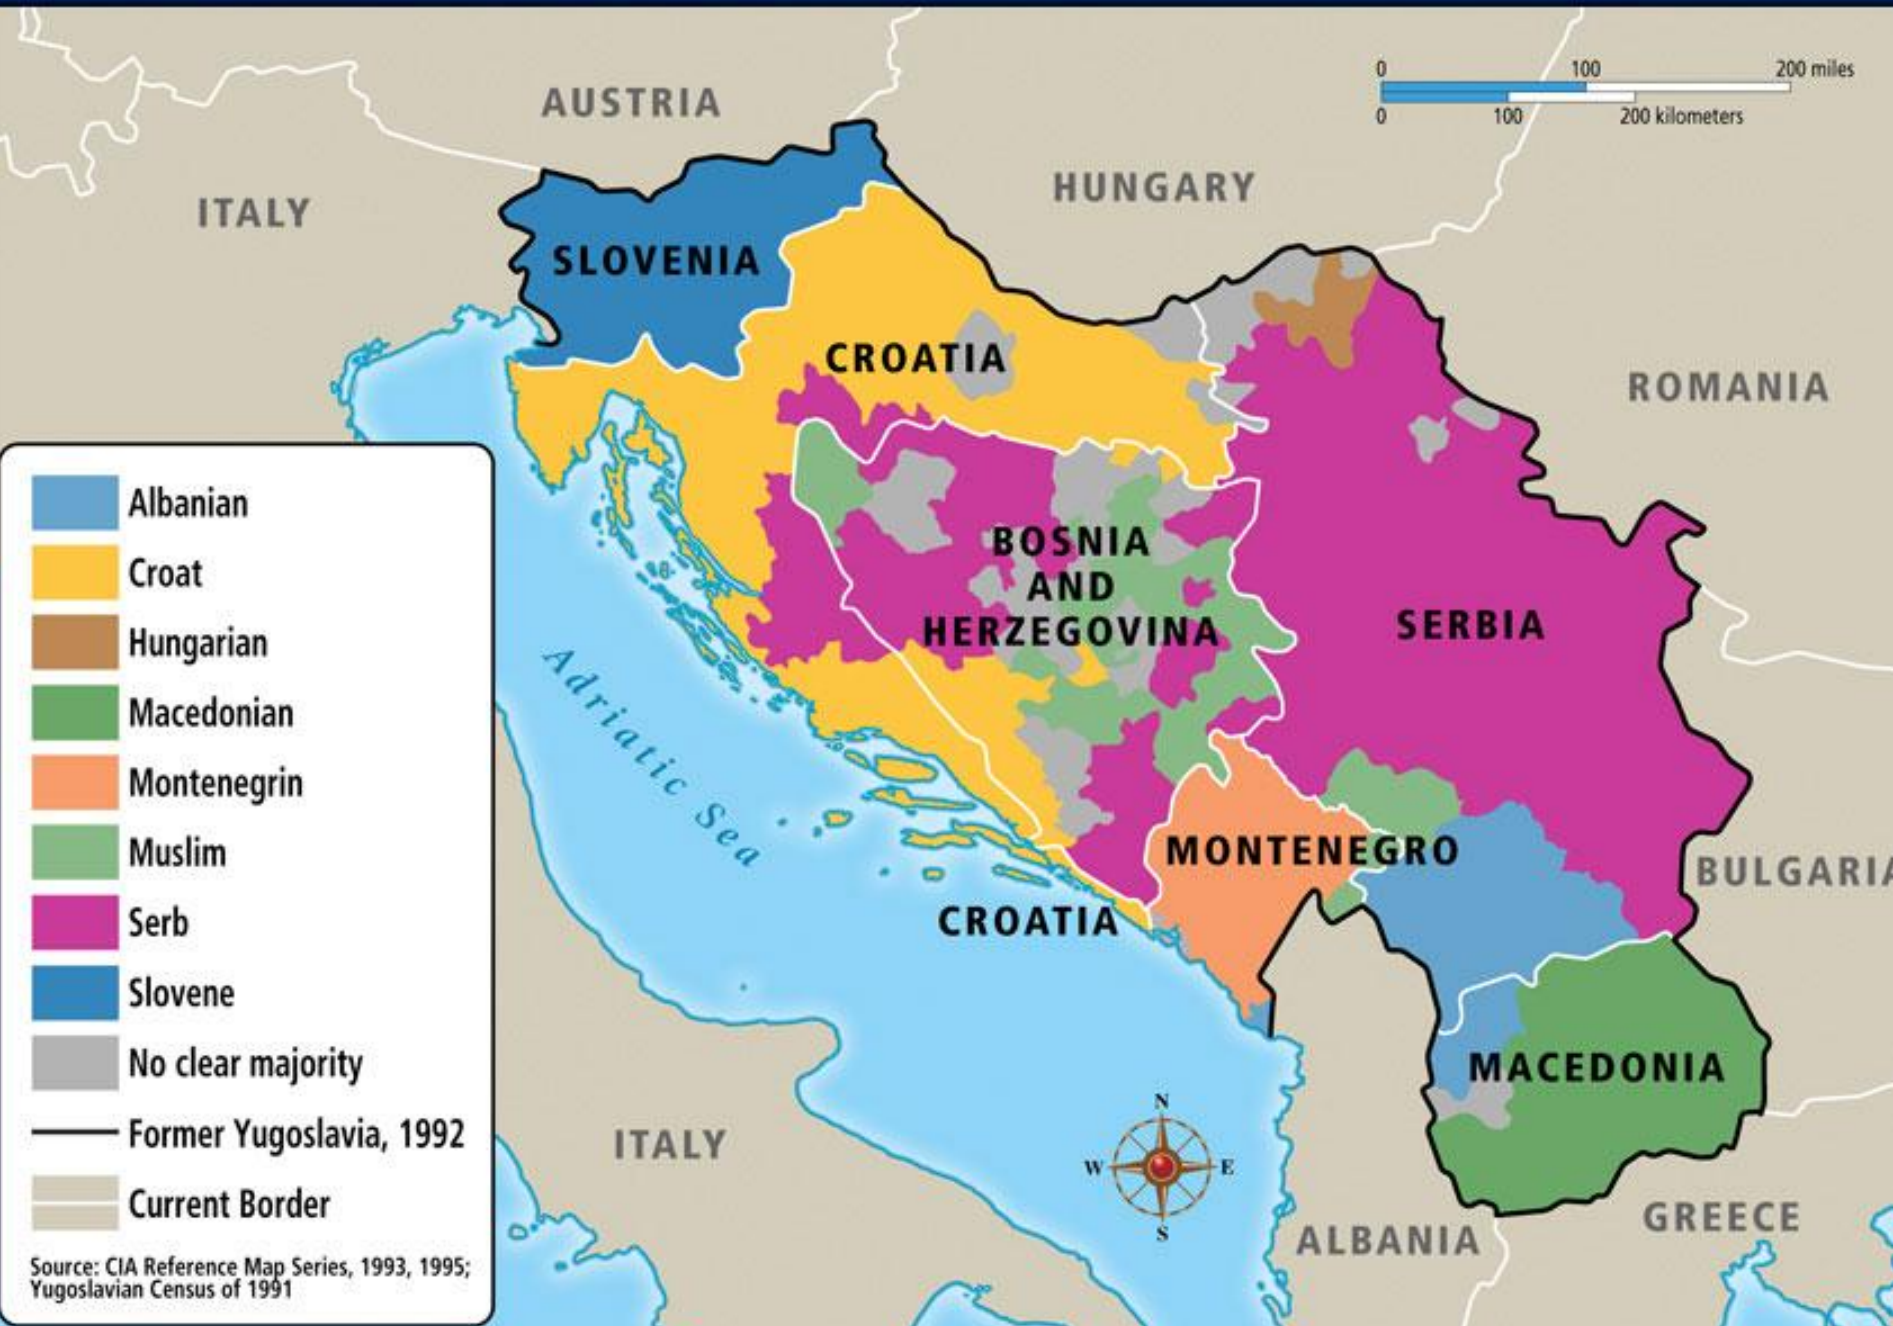 0 100 200 miles
0 100 200 kilometers
AUSTRIA
HUNGARY
ITALY
SLOVENIA
CROATIA
ROMANIA
BOSNIA
AND
HERZEGOVINA
SERBIA
Adriatic Sea
MONTENEGRO
BULGARIA
CROATIA
MACEDONIA
ITALY
N
W E
S
ALBANIA
GREECE
Albanian
Croat
Hungarian
Macedonian
Montenegrin
Muslim
Serb
Slovene
No clear majority
Former Yugoslavia, 1992
Current Border
Source: CIA Reference Map Series, 1993, 1995;
Yugoslavian Census of 1991